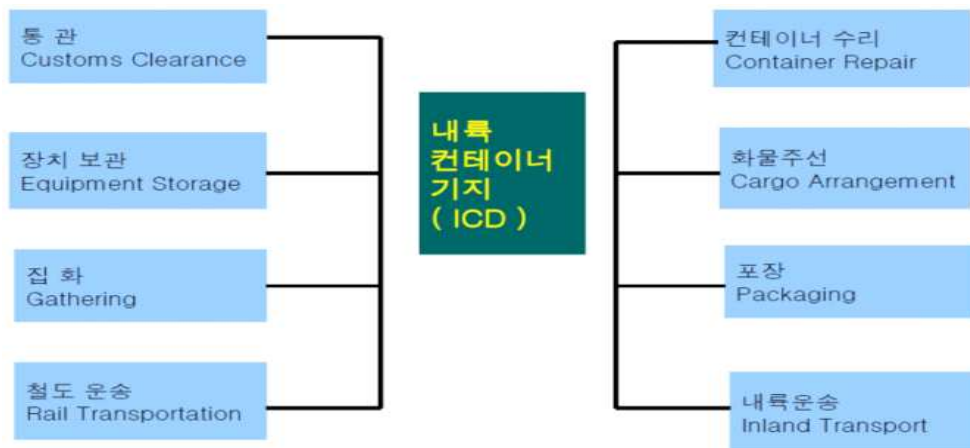 통 관
Customs Clearance
장치 보관
Equipment Storage
집 화
Gathering
철도 운송
Rail Transportation
내륙
컨테이너
기지
( ICD )
컨테이너 수리
Container Repair
화물주선
Cargo Arrangement
포장
Packaging
내륙운송
Inland Transport